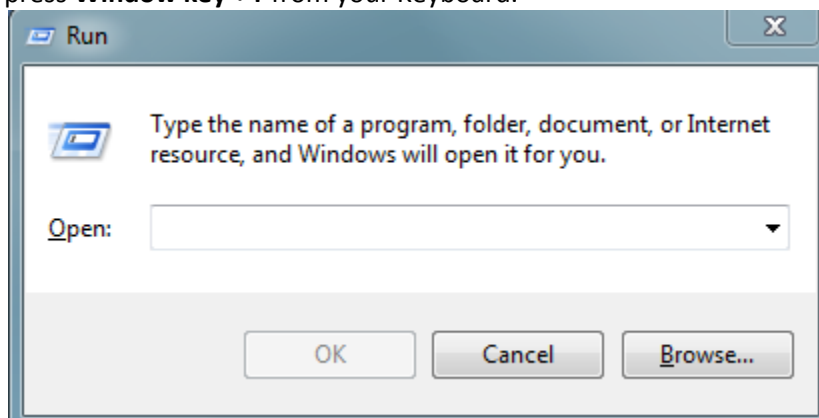 Run
Type the name of a program, folder, document, or Internet
resource, and Windows will open it for you.
Open:
OK Cancel Browse...